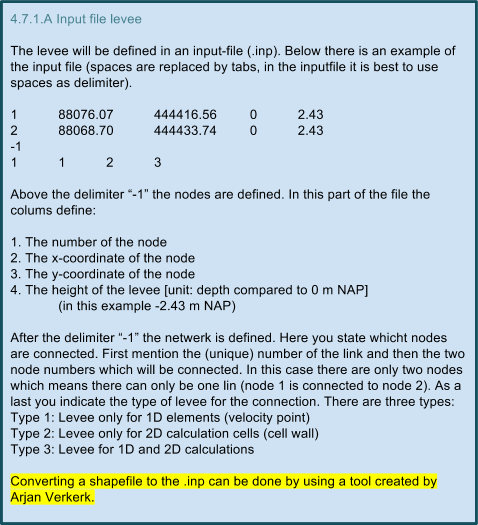 4.7.1.A Input file levee
The levee will be defined in an input-file (.inp). Below there is an example of
the input file (spaces are replaced by tabs, in the inputfile it is best to use
spaces as delimiter).
1 88076.07 444416.56 0 2.43
2 88068.70 444433.74 0 2.43
-1
1 1 2 3
Above the delimiter “-1” the nodes are defined. In this part of the file the
colums define:
1. The number of the node
2. The x-coordinate of the node
3. The y-coordinate of the node
4. The height of the levee [unit: depth compared to 0 m NAP]
(in this example -2.43 m NAP)
After the delimiter “-1” the netwerk is defined. Here you state whicht nodes
are connected. First mention the (unique) number of the link and then the two
node numbers which will be connected. In this case there are only two nodes
which means there can only be one lin (node 1 is connected to node 2). As a
last you indicate the type of levee for the connection. There are three types:
Type 1: Levee only for 1D elements (velocity point)
Type 2: Levee only for 2D calculation cells (cell wall)
Type 3: Levee for 1D and 2D calculations
Converting a shapefile to the .inp can be done by using a tool created by
Arjan Verkerk.